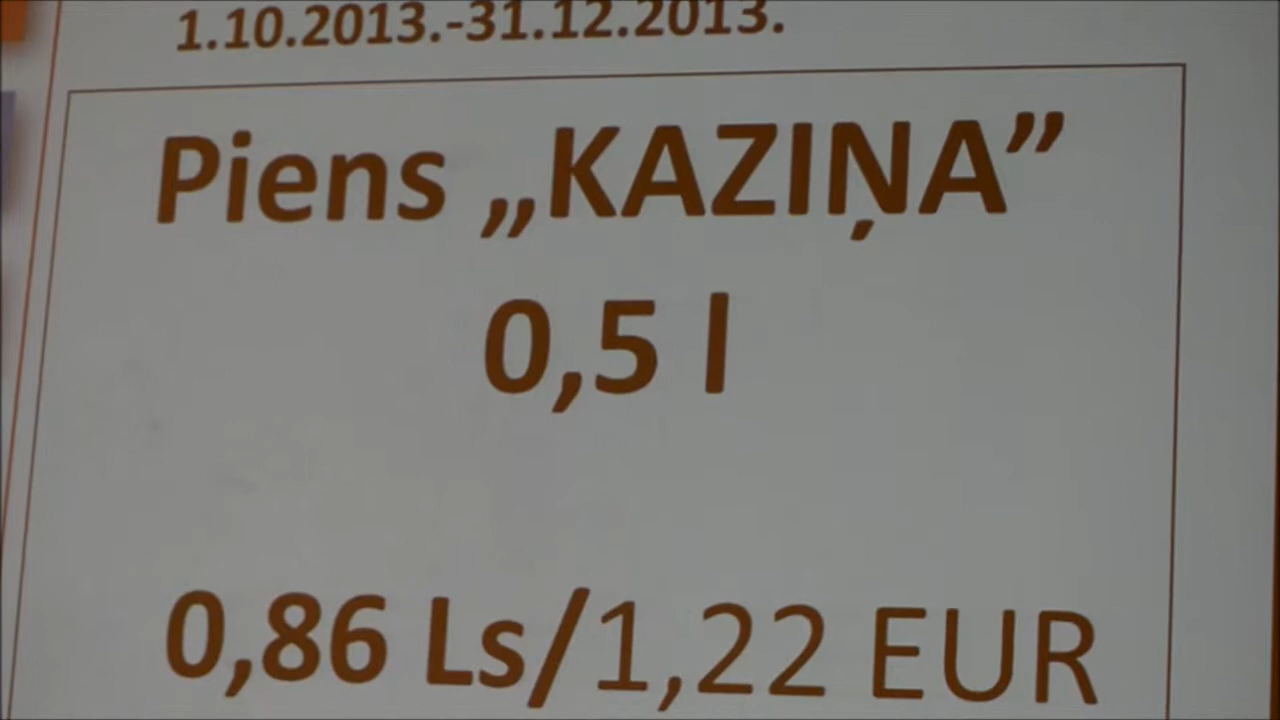 1.10.2013.-31.12.2013.
Piens „KAZIŅA”
0,5 l
0,86 Ls/1,22 EUR